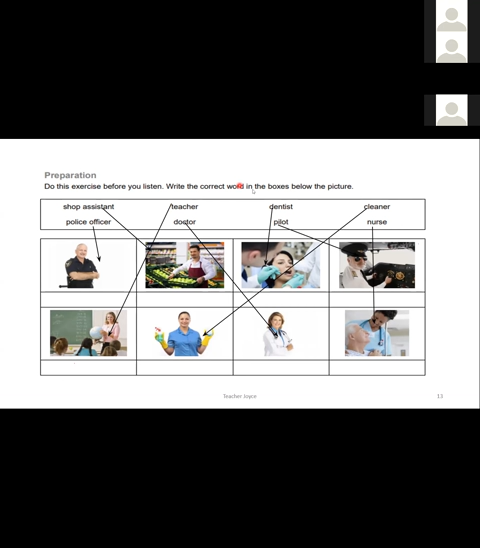 Preparation
Do this exercise before you listen. Write the correct word in the boxes below the picture.
shop assistant teacher dentist cleaner
police officer doctor pilot nurse
Teacher Joyce 13